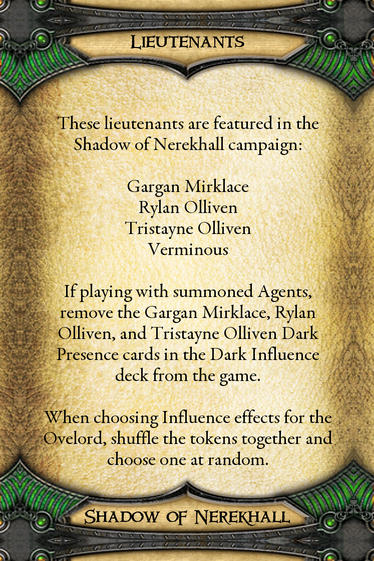 Lieutenants
These lieutenants are featured in the
Shadow of Nerekhall campaign:
Gargan Mirklace
Rylan Olliven
Tristayne Olliven
Verminous
If playing with summoned Agents,
remove the Gargan Mirklace, Rylan
Olliven, and Tristayne Olliven Dark
Presence cards in the Dark Influence
deck from the game.
When choosing Influence effects for the
Ovelord, shuffle the tokens together and
choose one at random.
Shadow of Nerekhall